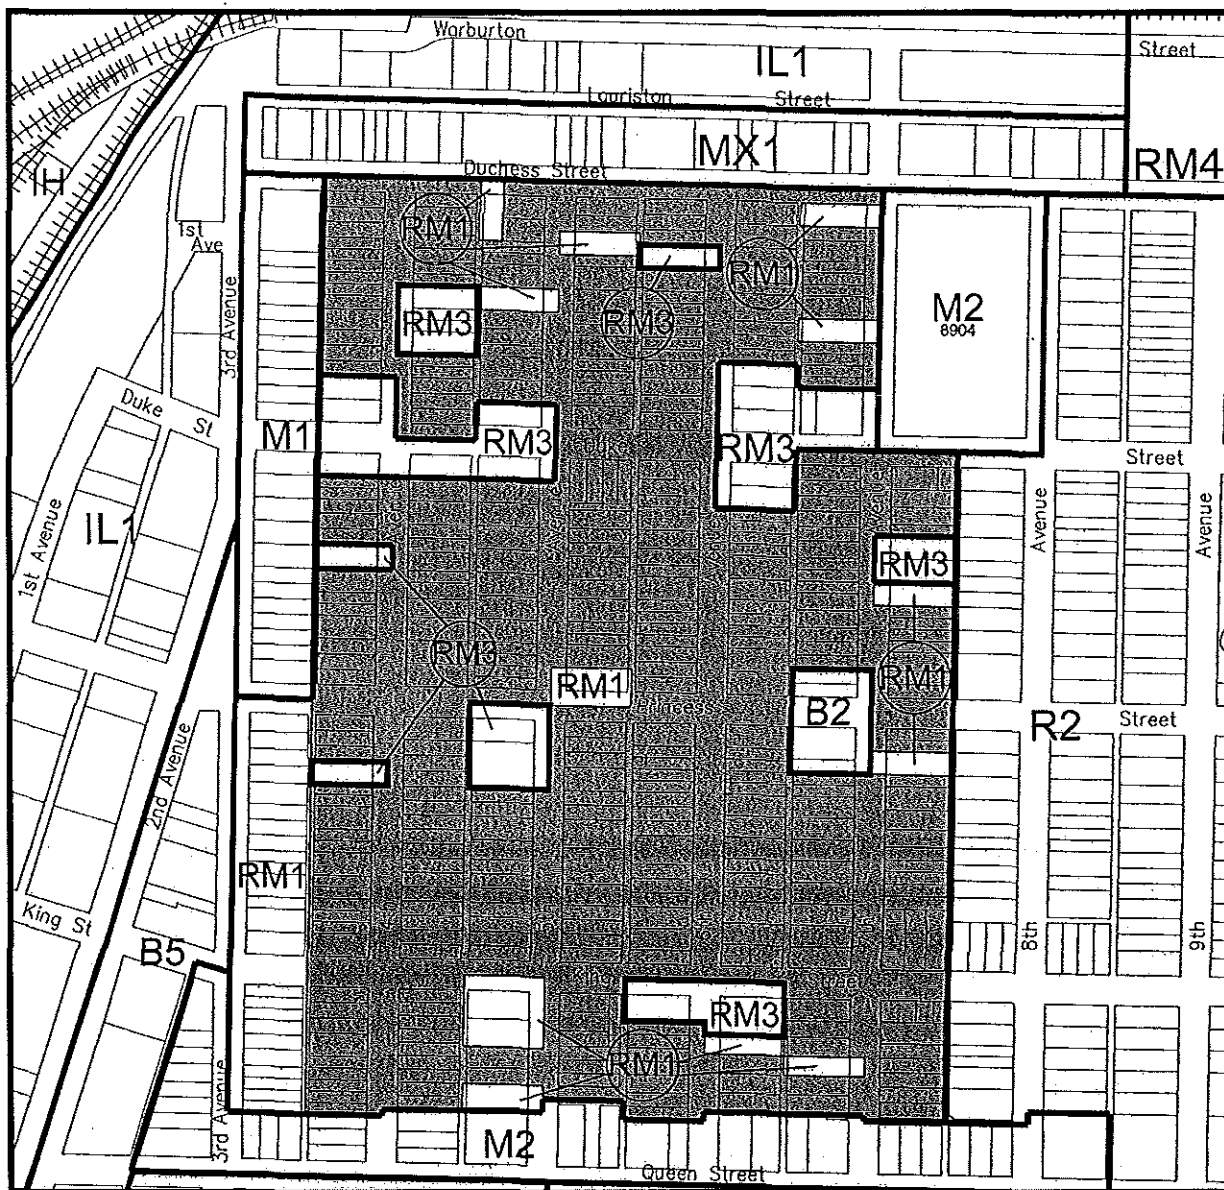 Warburton
Street
IL1
Lauriston Street
MX1
RM4
Duchess Street
IH
1st Ave
RM1
RM1
M2
8904
3rd Avenue
RM3
RM3
Duke St
M1
RM3
RM3
Street
1st Avenue
IL1
Avenue
Avenue
RM3
RM3
RM1
RM1
B2
R2
Street
2nd Avenue
RM1
King St
B5
8th
9th
RM3
RM1
3rd Avenue
M2
Queen Street